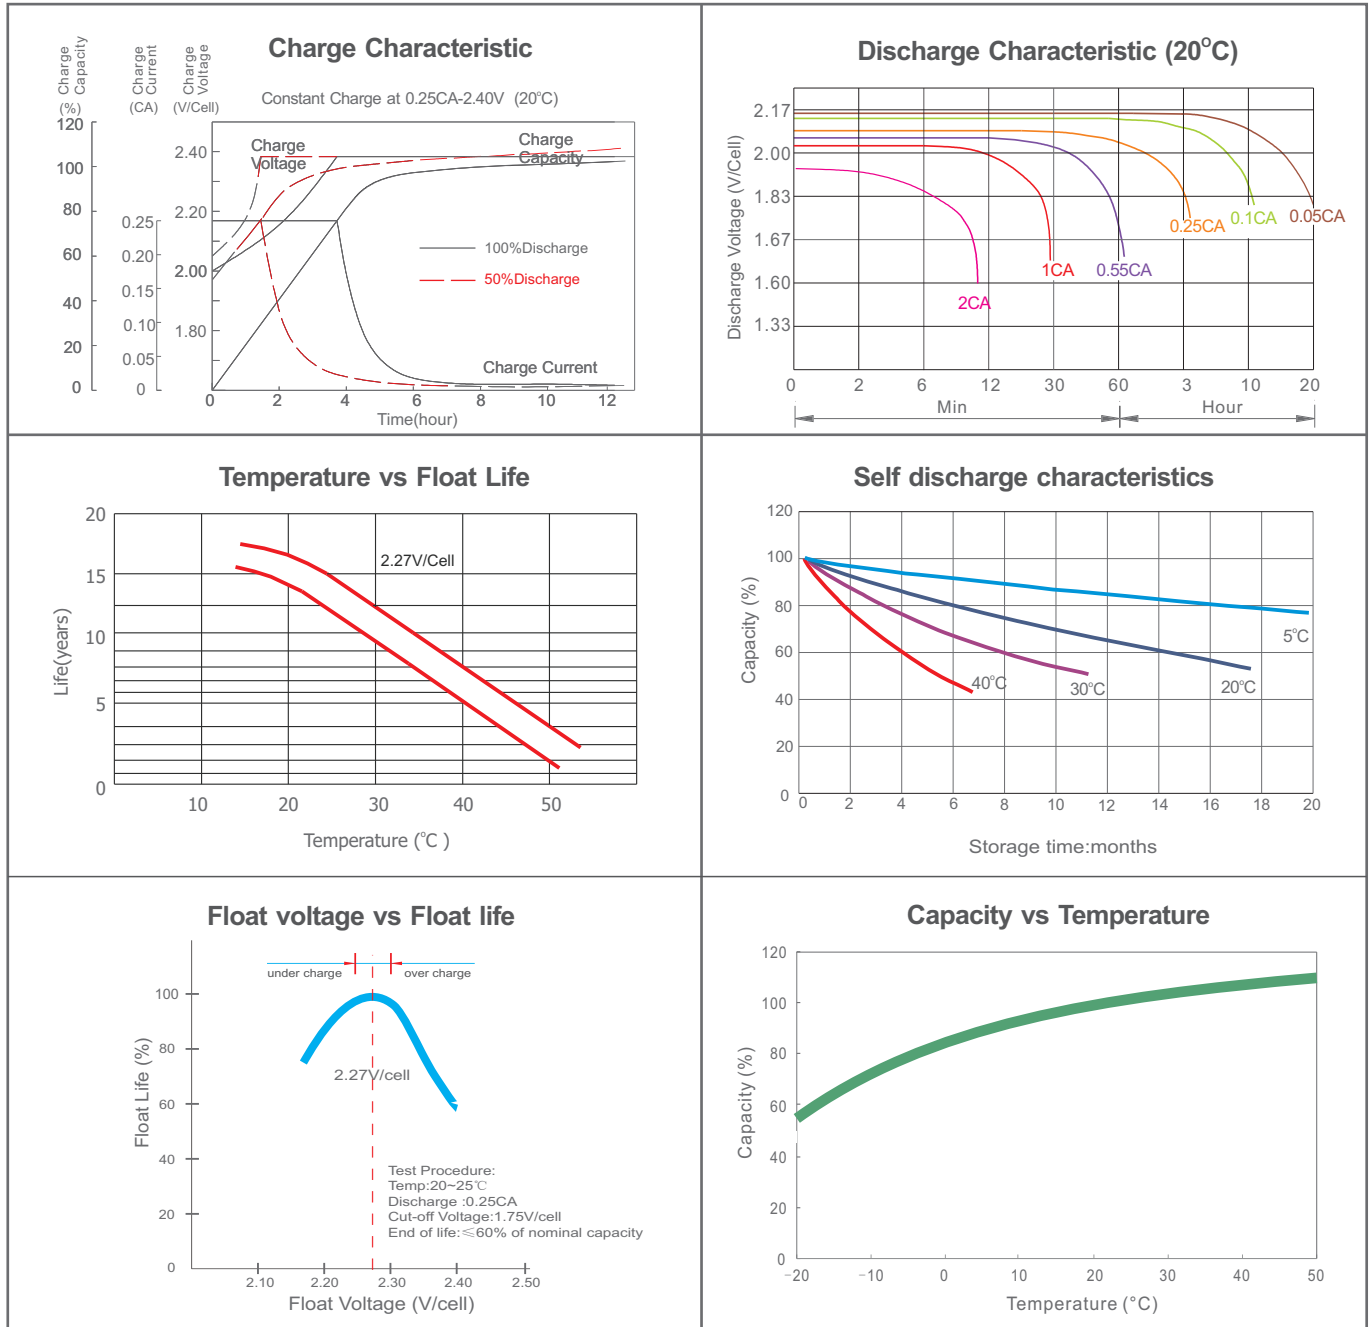 Charge Characteristic
Charge
Capacity
(%)
Charge
Current
(CA)
Charge
Voltage
(V/Cell)
Constant Charge at 0.25CA-2.40V (20°C)
120
100
80
60
40
20
0
0.25
0.20
0.15
0.10
0.05
0
2.40
2.20
2.00
1.80
Charge
Voltage
Charge
Capacity
100%Discharge
50%Discharge
Charge Current
0 2 4 6 8 10 12
Time(hour)
Discharge Characteristic (20°C)
Discharge Voltage (V/Cell)
2.17
2.00
1.83
1.67
1.60
1.33
2CA
1CA
0.55CA
0.25CA
0.1CA
0.05CA
0 2 6 12 30 60 3 10 20
Min Hour
Temperature vs Float Life
Life(years)
20
15
10
5
0
2.27V/Cell
10 20 30 40 50
Temperature (°C )
Self discharge characteristics
Capacity (%)
120
100
80
60
40
20
0
5°C
20°C
30°C
40°C
0 2 4 6 8 10 12 14 16 18 20
Storage time:months
Float voltage vs Float life
under charge over charge
Float Life (%)
100
80
60
40
20
0
2.27V/cell
Test Procedure:
Temp:20~25℃
Discharge :0.25CA
Cut-off Voltage:1.75V/cell
End of life:≤60% of nominal capacity
2.10 2.20 2.30 2.40 2.50
Float Voltage (V/cell)
Capacity vs Temperature
Capacity (%)
120
100
80
60
40
20
0
−20 −10 0 10 20 30 40 50
Temperature (°C)